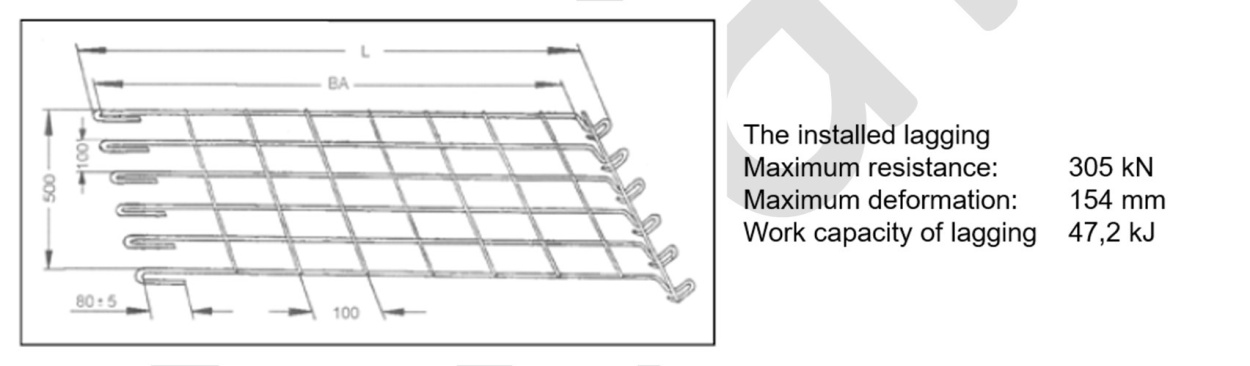 L
BA
100
500
80±5
100
The installed lagging
Maximum resistance: 305 kN
Maximum deformation: 154 mm
Work capacity of lagging 47,2 kJ